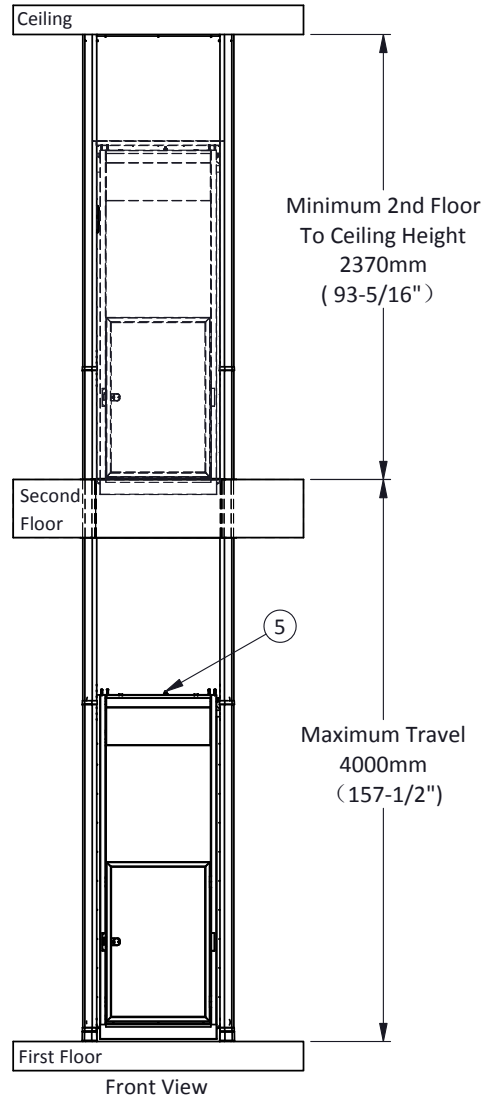 Ceiling
Minimum 2nd Floor
To Ceiling Height
2370mm
( 93-5/16"）
Second
Floor
5
Maximum Travel
4000mm
（157-1/2")
First Floor
Front View